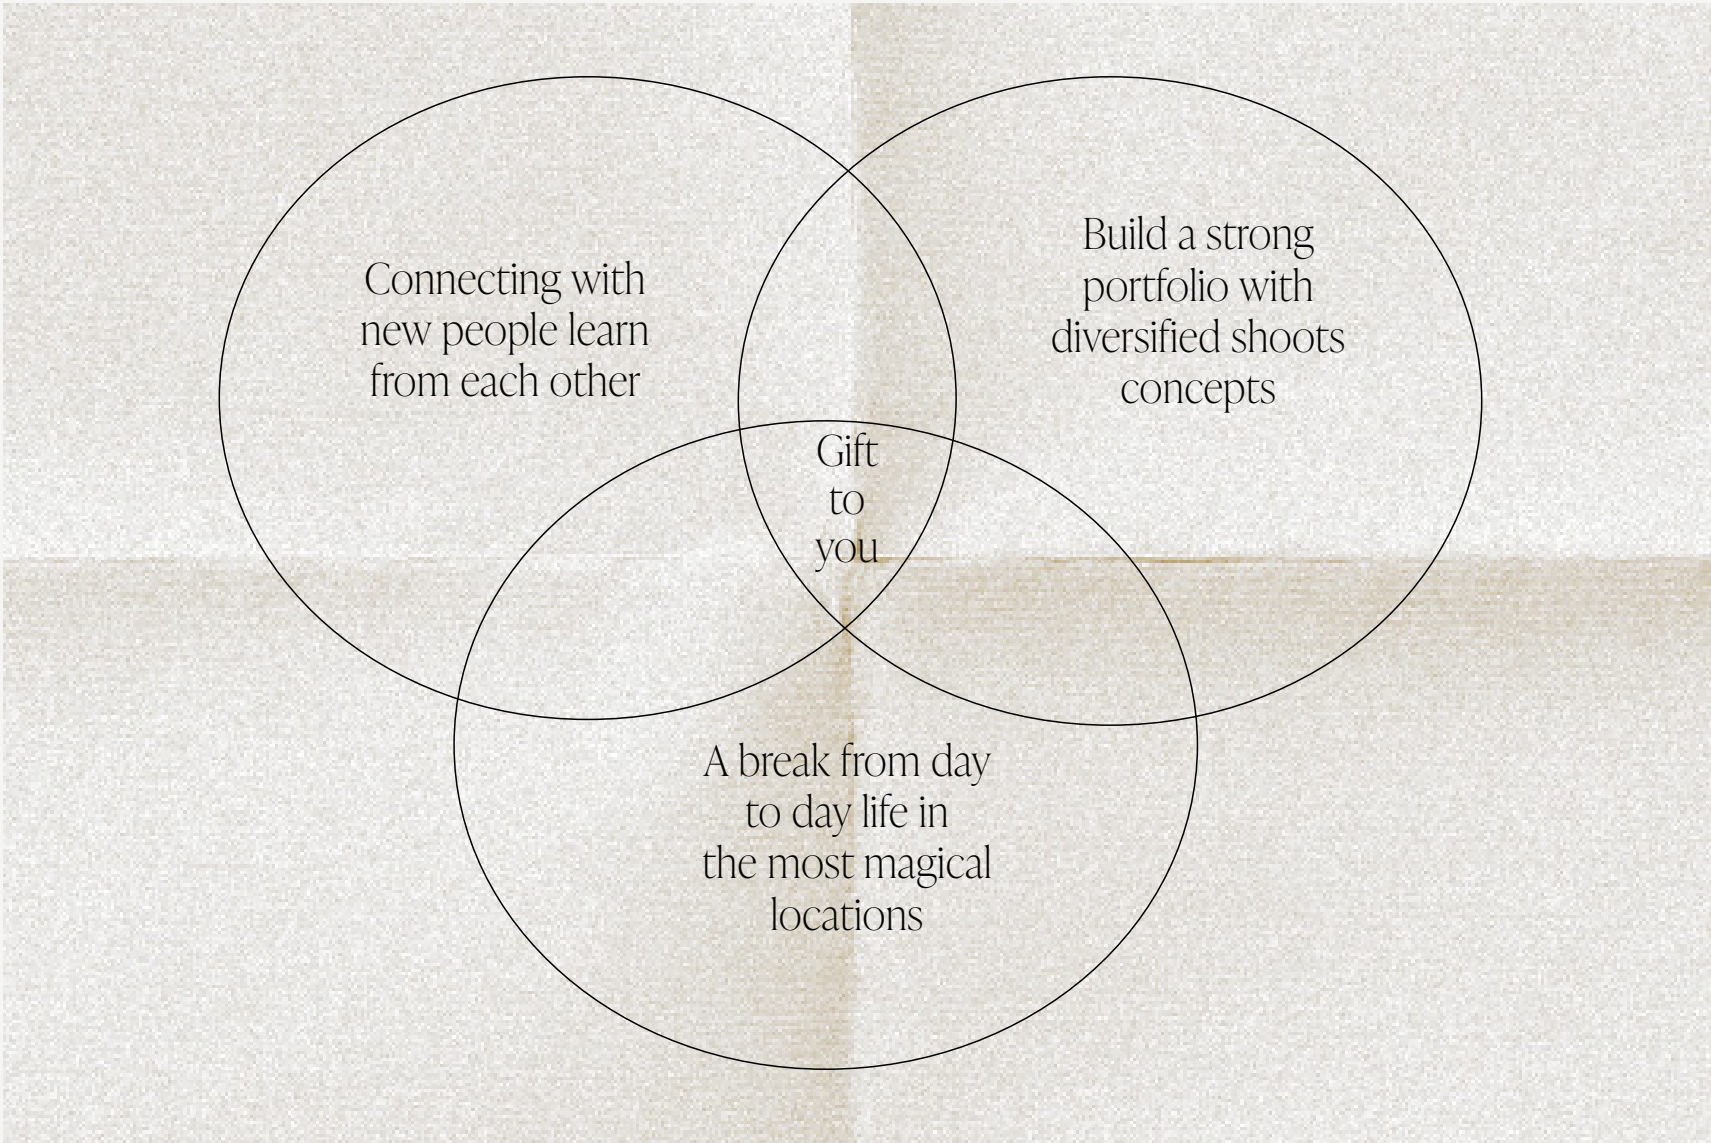 Connecting with
new people learn
from each other
Build a strong
portfolio with
diversified shoots
concepts
Gift
to
you
A break from day
to day life in
the most magical
locations